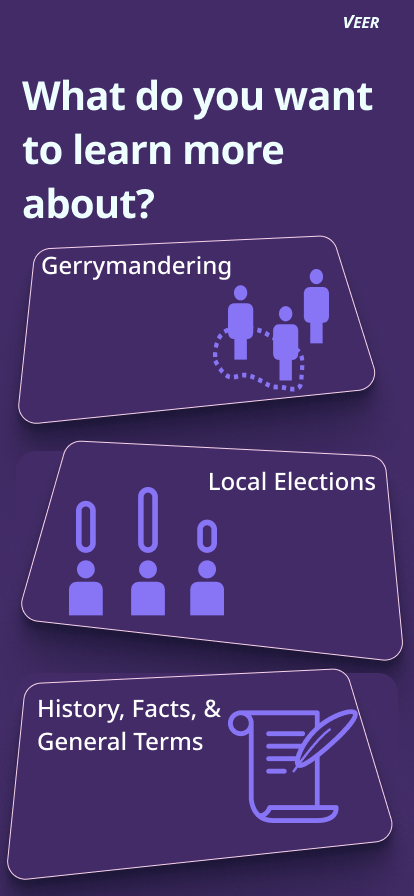 VEER
What do you want
to learn more
about?
Gerrymandering
Local Elections
History, Facts, &
General Terms